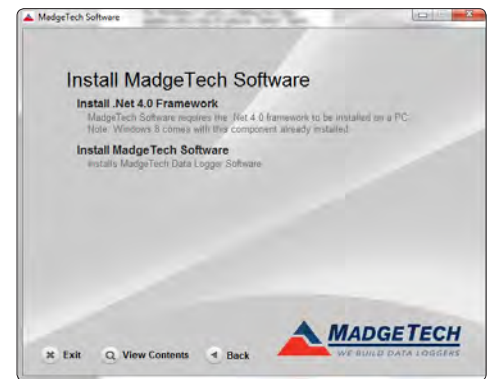 MadgeTech Software
Install MadgeTech Software
Install .Net 4.0 Framework
MadgeTech Software requires the .Net 4.0 framework to be installed on a PC.
Note: Windows 8 comes with this component already installed.
Install MadgeTech Software
Installs MadgeTech Data Logger Software
MADGETECH
WE BUILD DATA LOGGERS
Exit View Contents Back